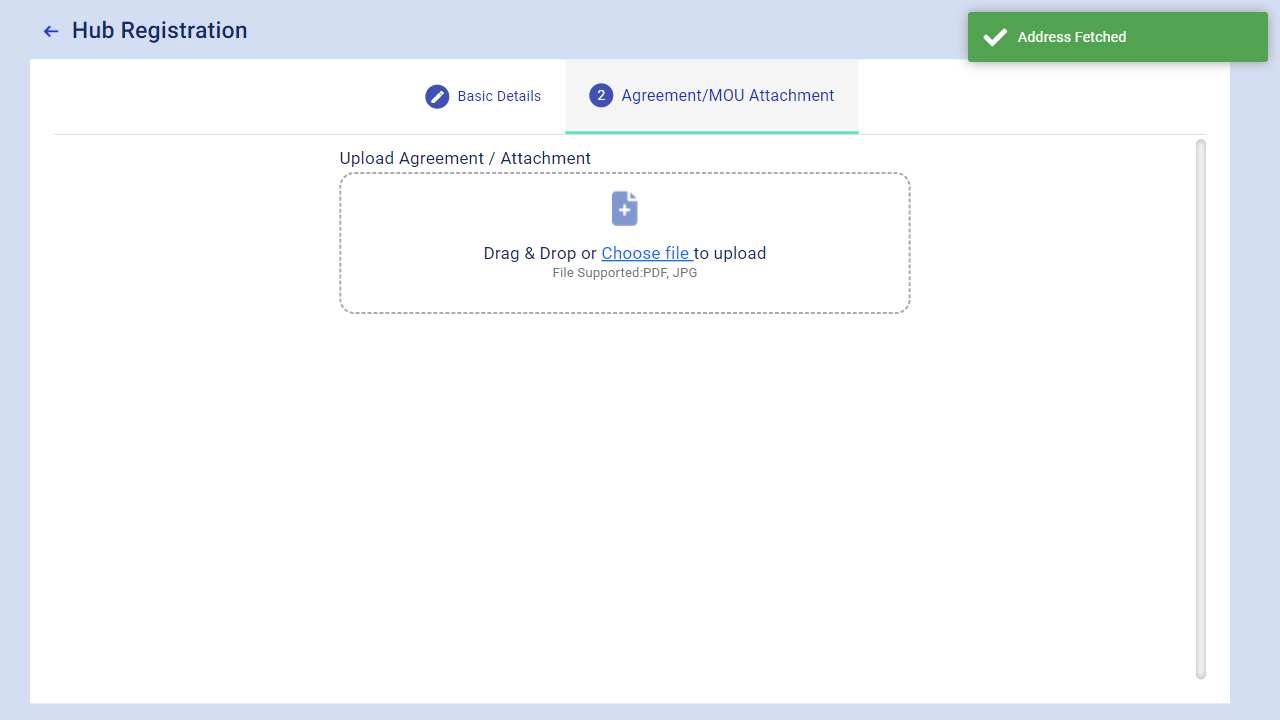 Hub Registration
Address Fetched
Basic Details
2 Agreement/MOU Attachment
Upload Agreement / Attachment
Drag & Drop or Choose file to upload
File Supported:PDF, JPG